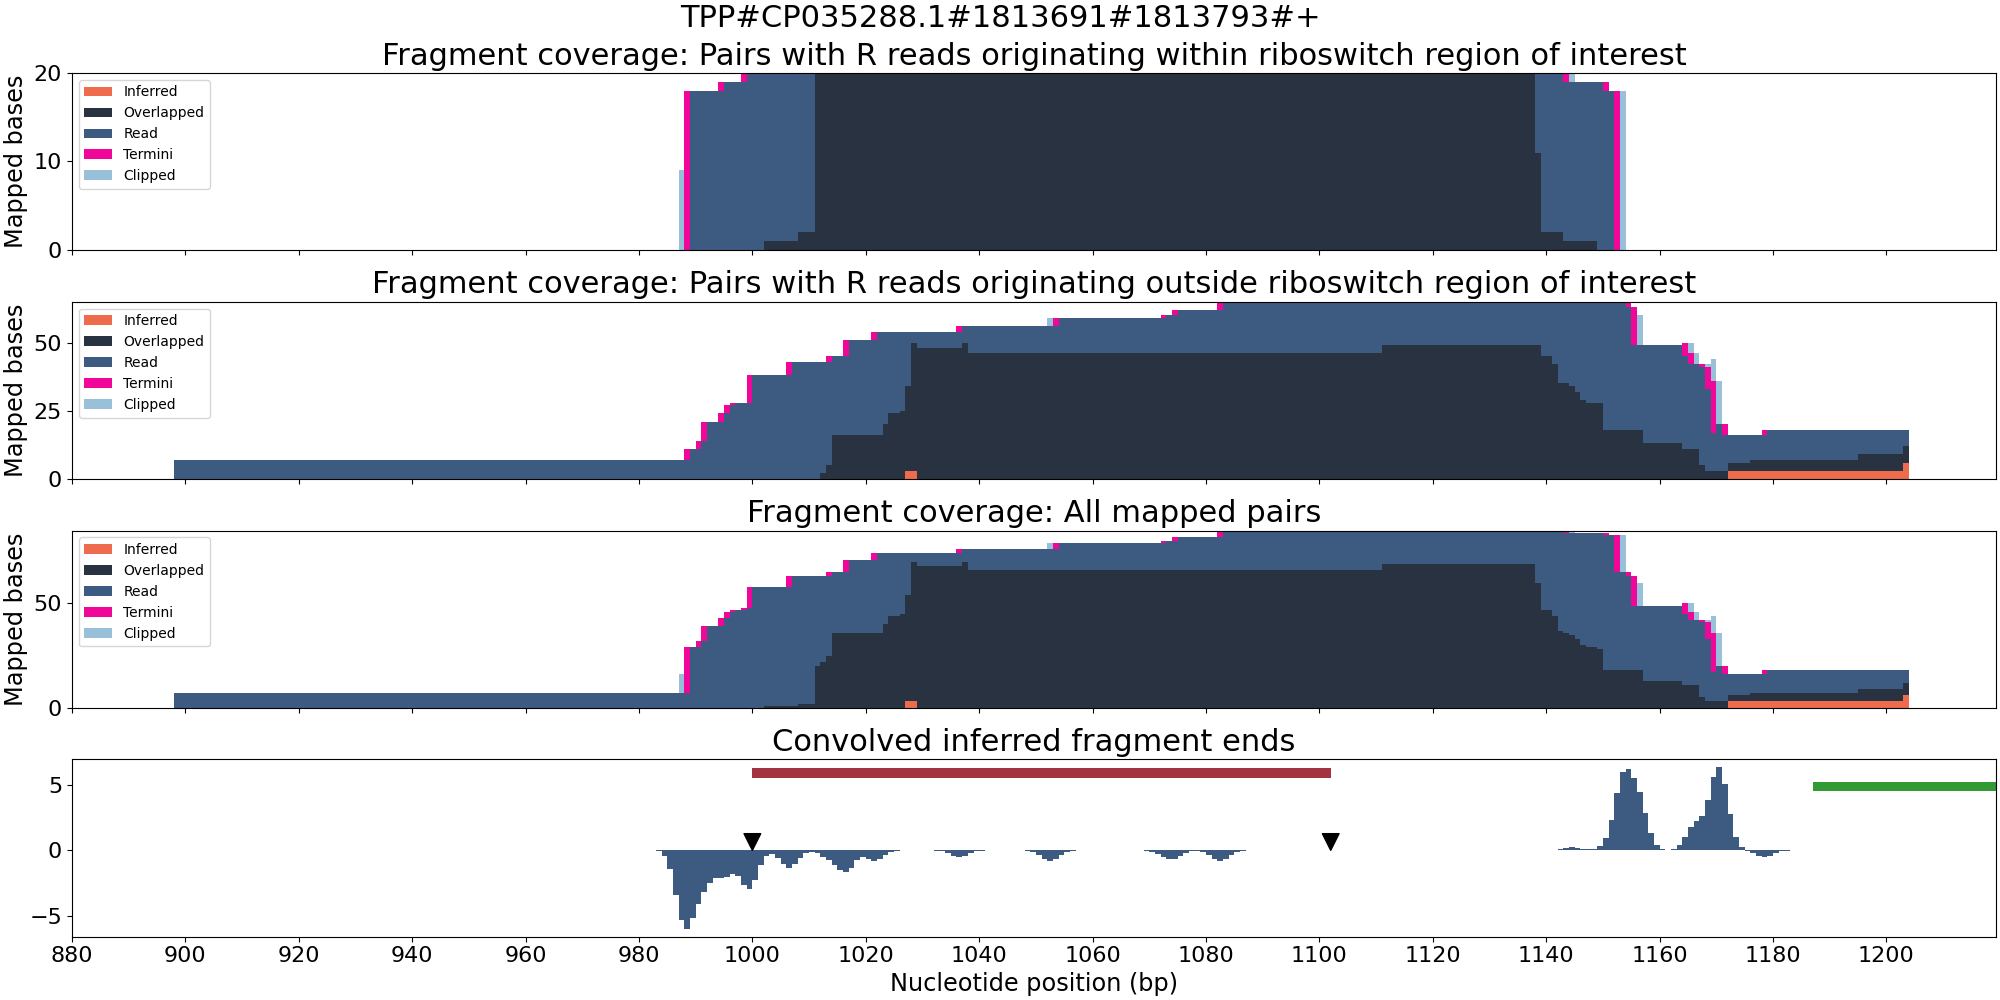 TPP#CP035288.1#1813691#1813793#+
Fragment coverage: Pairs with R reads originating within riboswitch region of interest
Mapped bases
20
10
0
Inferred
Overlapped
Read
Termini
Clipped
Fragment coverage: Pairs with R reads originating outside riboswitch region of interest
Mapped bases
50
25
0
Inferred
Overlapped
Read
Termini
Clipped
Fragment coverage: All mapped pairs
Mapped bases
50
0
Inferred
Overlapped
Read
Termini
Clipped
Convolved inferred fragment ends
5
0
−5
880 900 920 940 960 980 1000 1020 1040 1060 1080 1100 1120 1140 1160 1180 1200
Nucleotide position (bp)